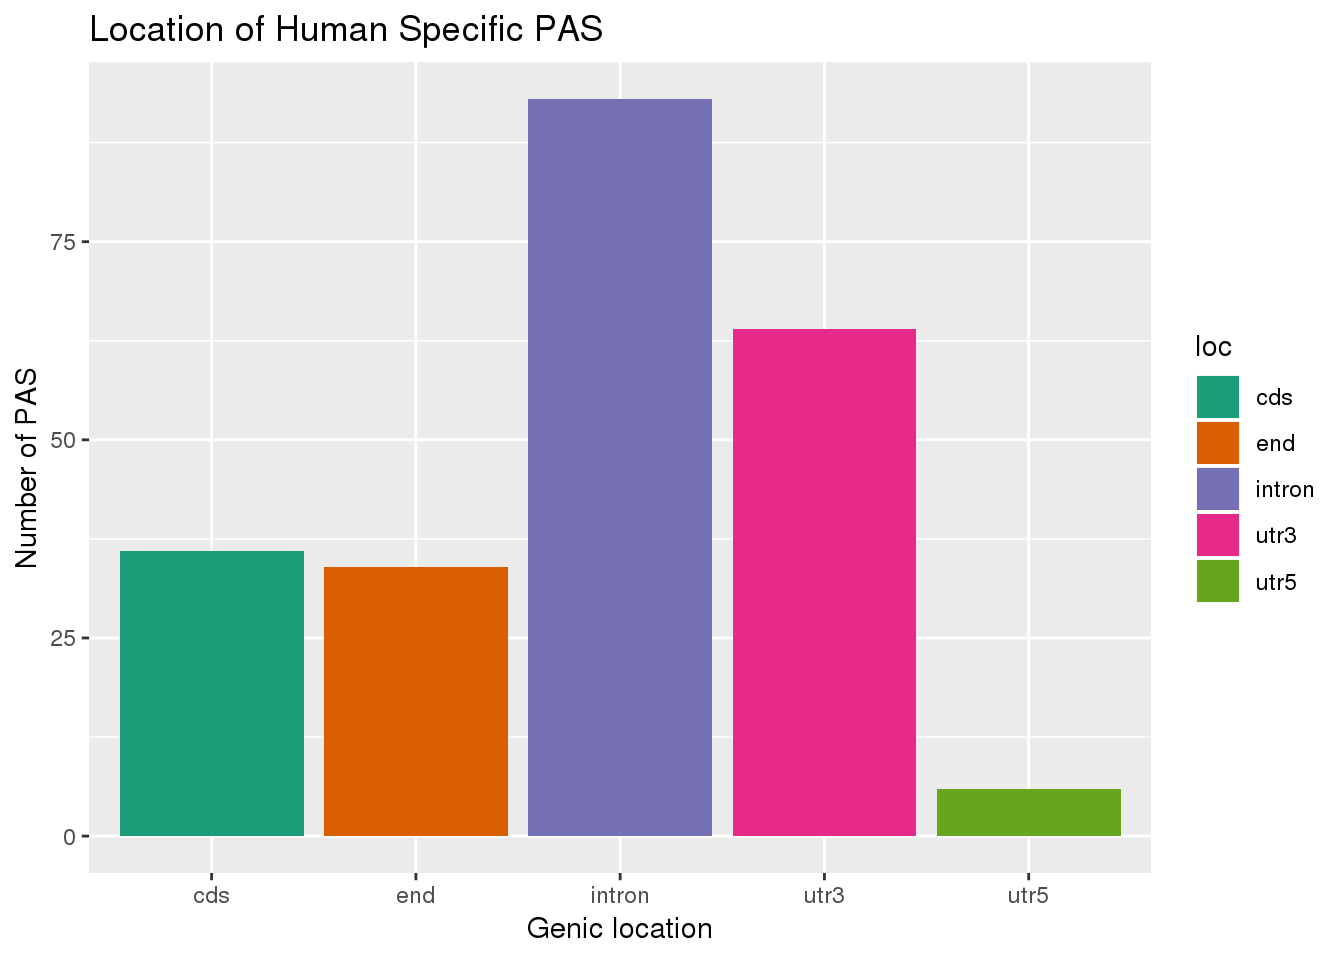 Location of Human Specific PAS
Number of PAS
75
50
25
0
cds
end
intron
utr3
utr5
Genic location
loc
cds
end
intron
utr3
utr5